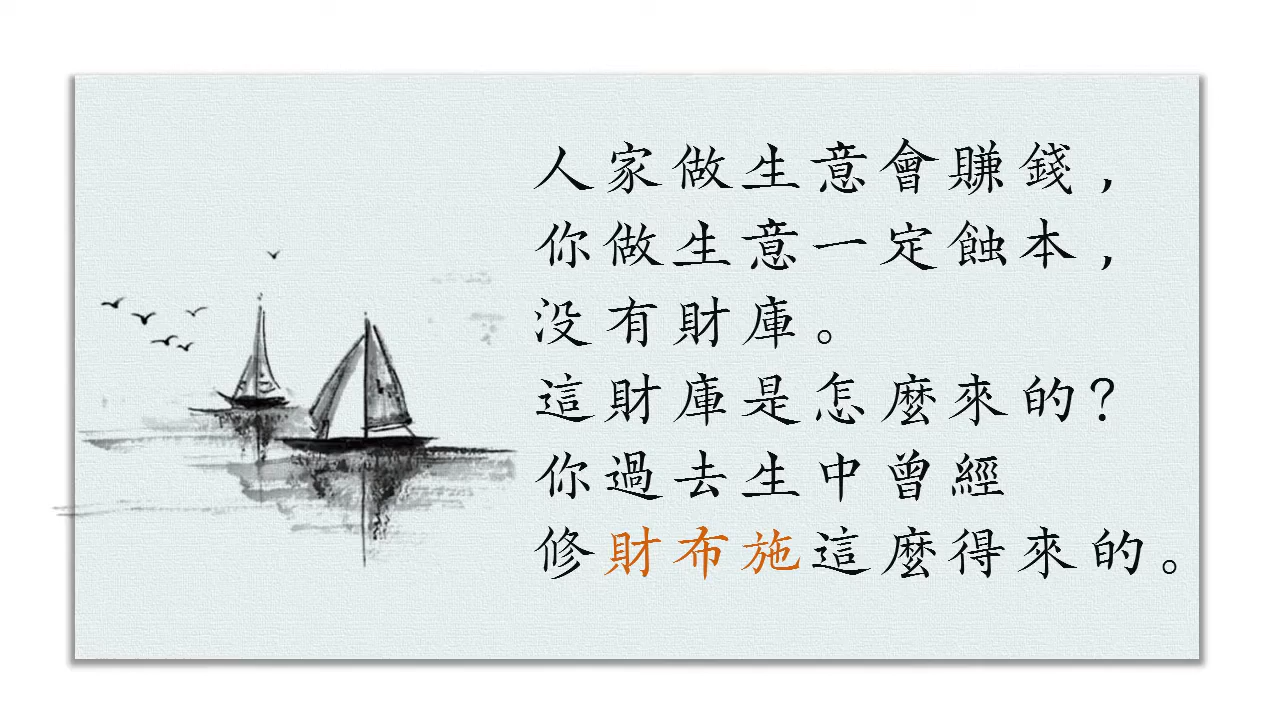 人家做生意會賺錢，
你做生意一定蝕本，
没有財庫。
這財庫是怎麼來的？
你過去生中曾經
修財布施這麼得來的。